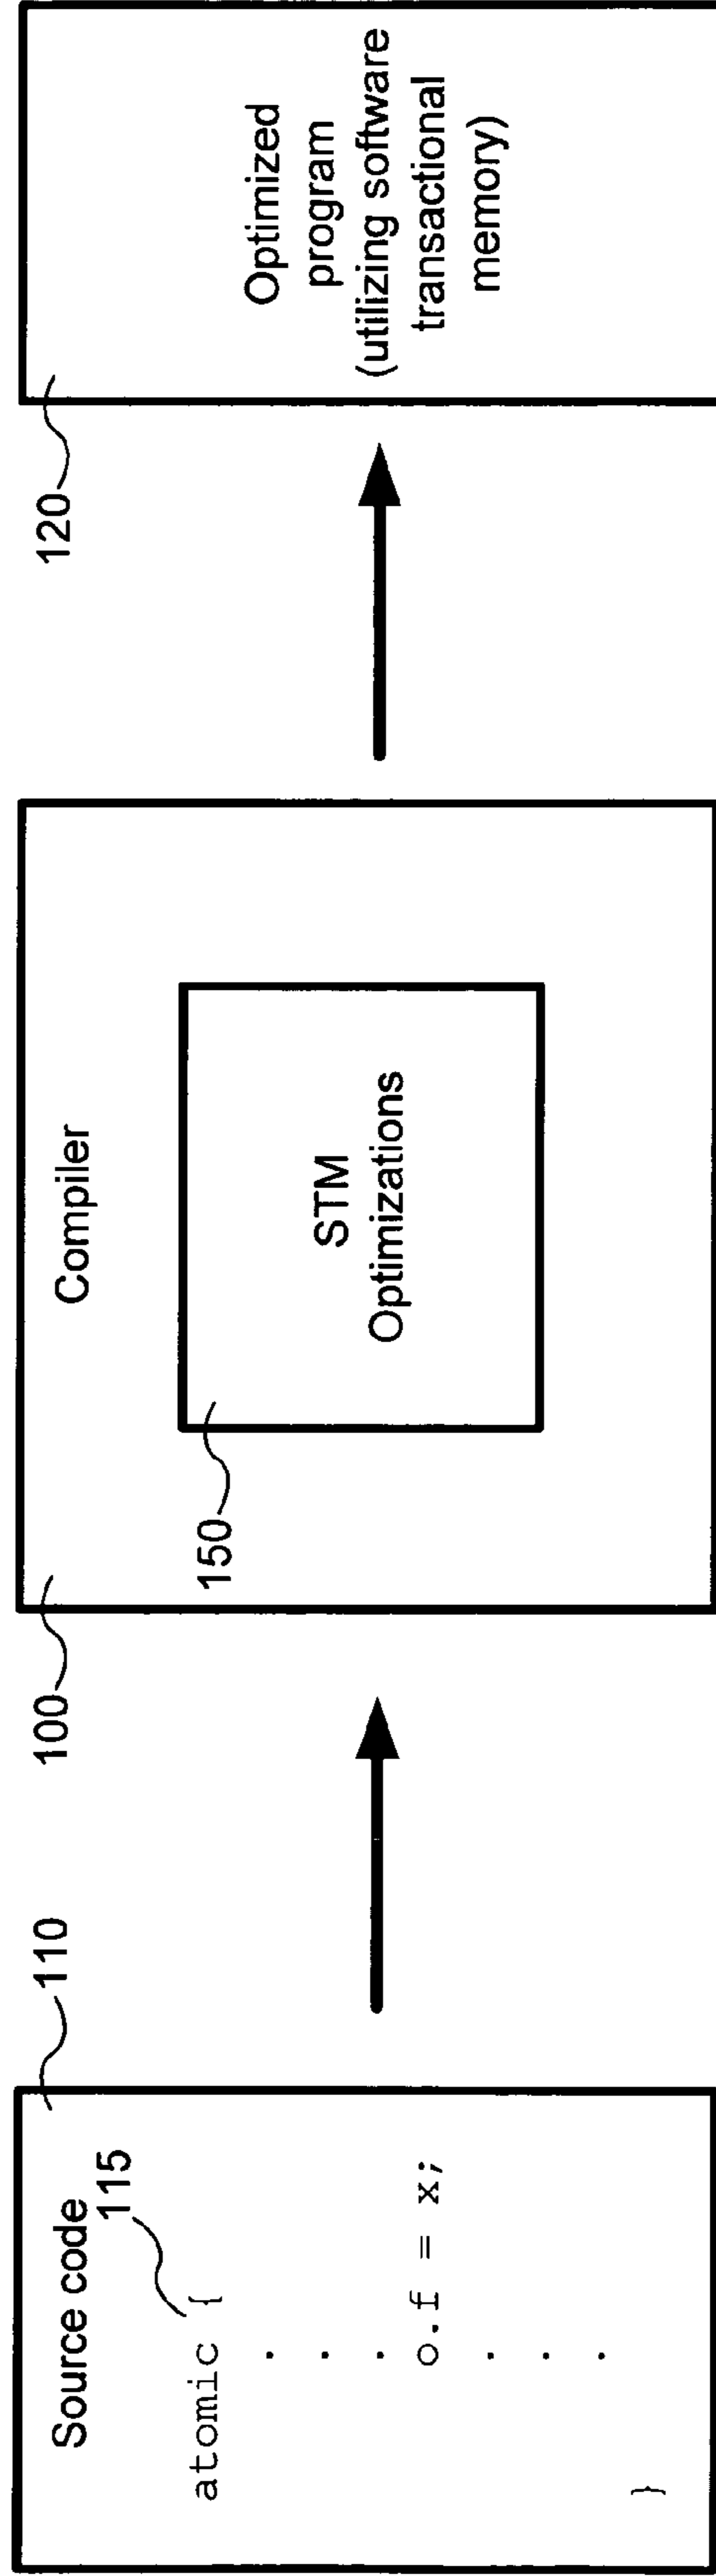 110
Source code
115
atomic {
.
.
.
o.f = x;
.
.
.
}
100
Compiler
150
STM
Optimizations
120
Optimized
program
(utilizing software
transactional
memory)